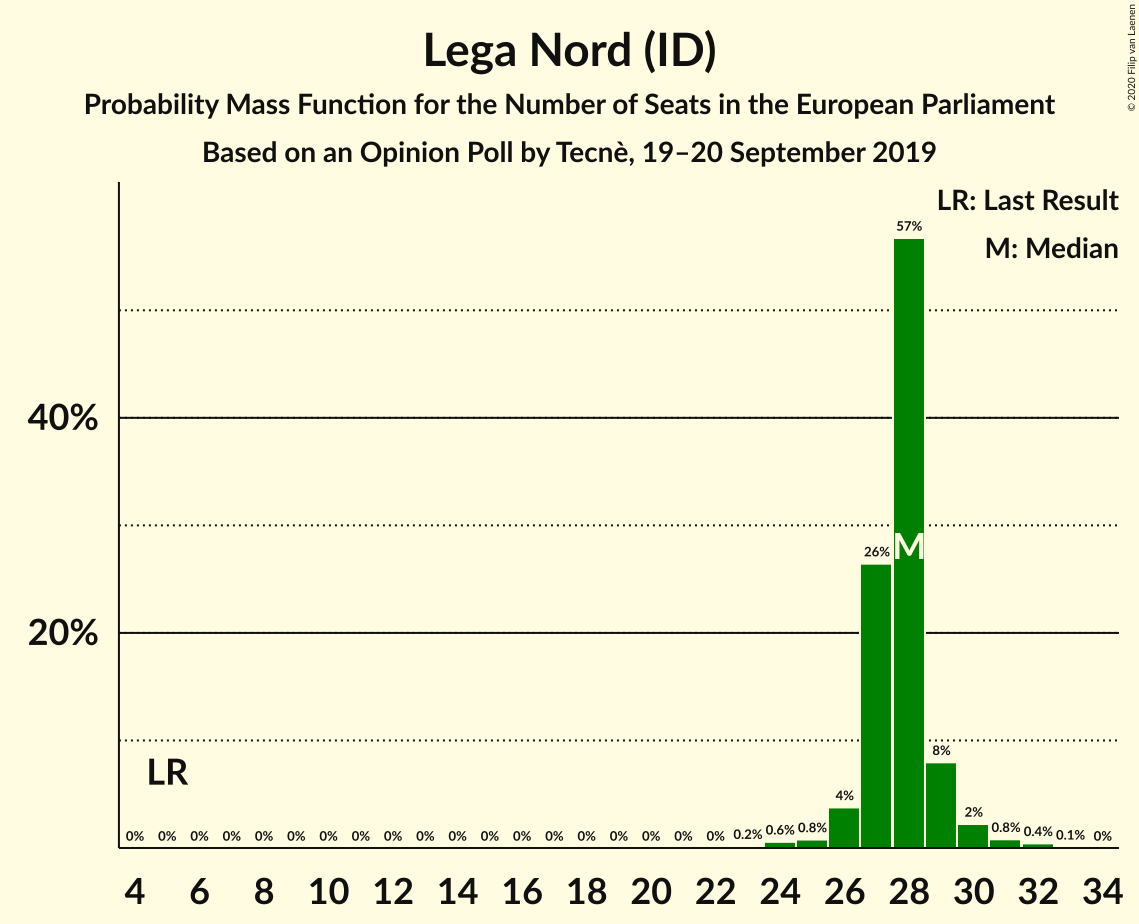 Lega Nord (ID)
Probability Mass Function for the Number of Seats in the European Parliament
Based on an Opinion Poll by Tecnè, 19–20 September 2019
© 2020 Filip van Laenen
LR: Last Result
M: Median
57%
40%
26%
M
20%
LR
8%
4%
2%
0% 0% 0% 0% 0% 0% 0% 0% 0% 0% 0% 0% 0% 0% 0% 0% 0% 0% 0% 0.2% 0.6% 0.8% 0.8% 0.4% 0.1% 0%
4 6 8 10 12 14 16 18 20 22 24 26 28 30 32 34